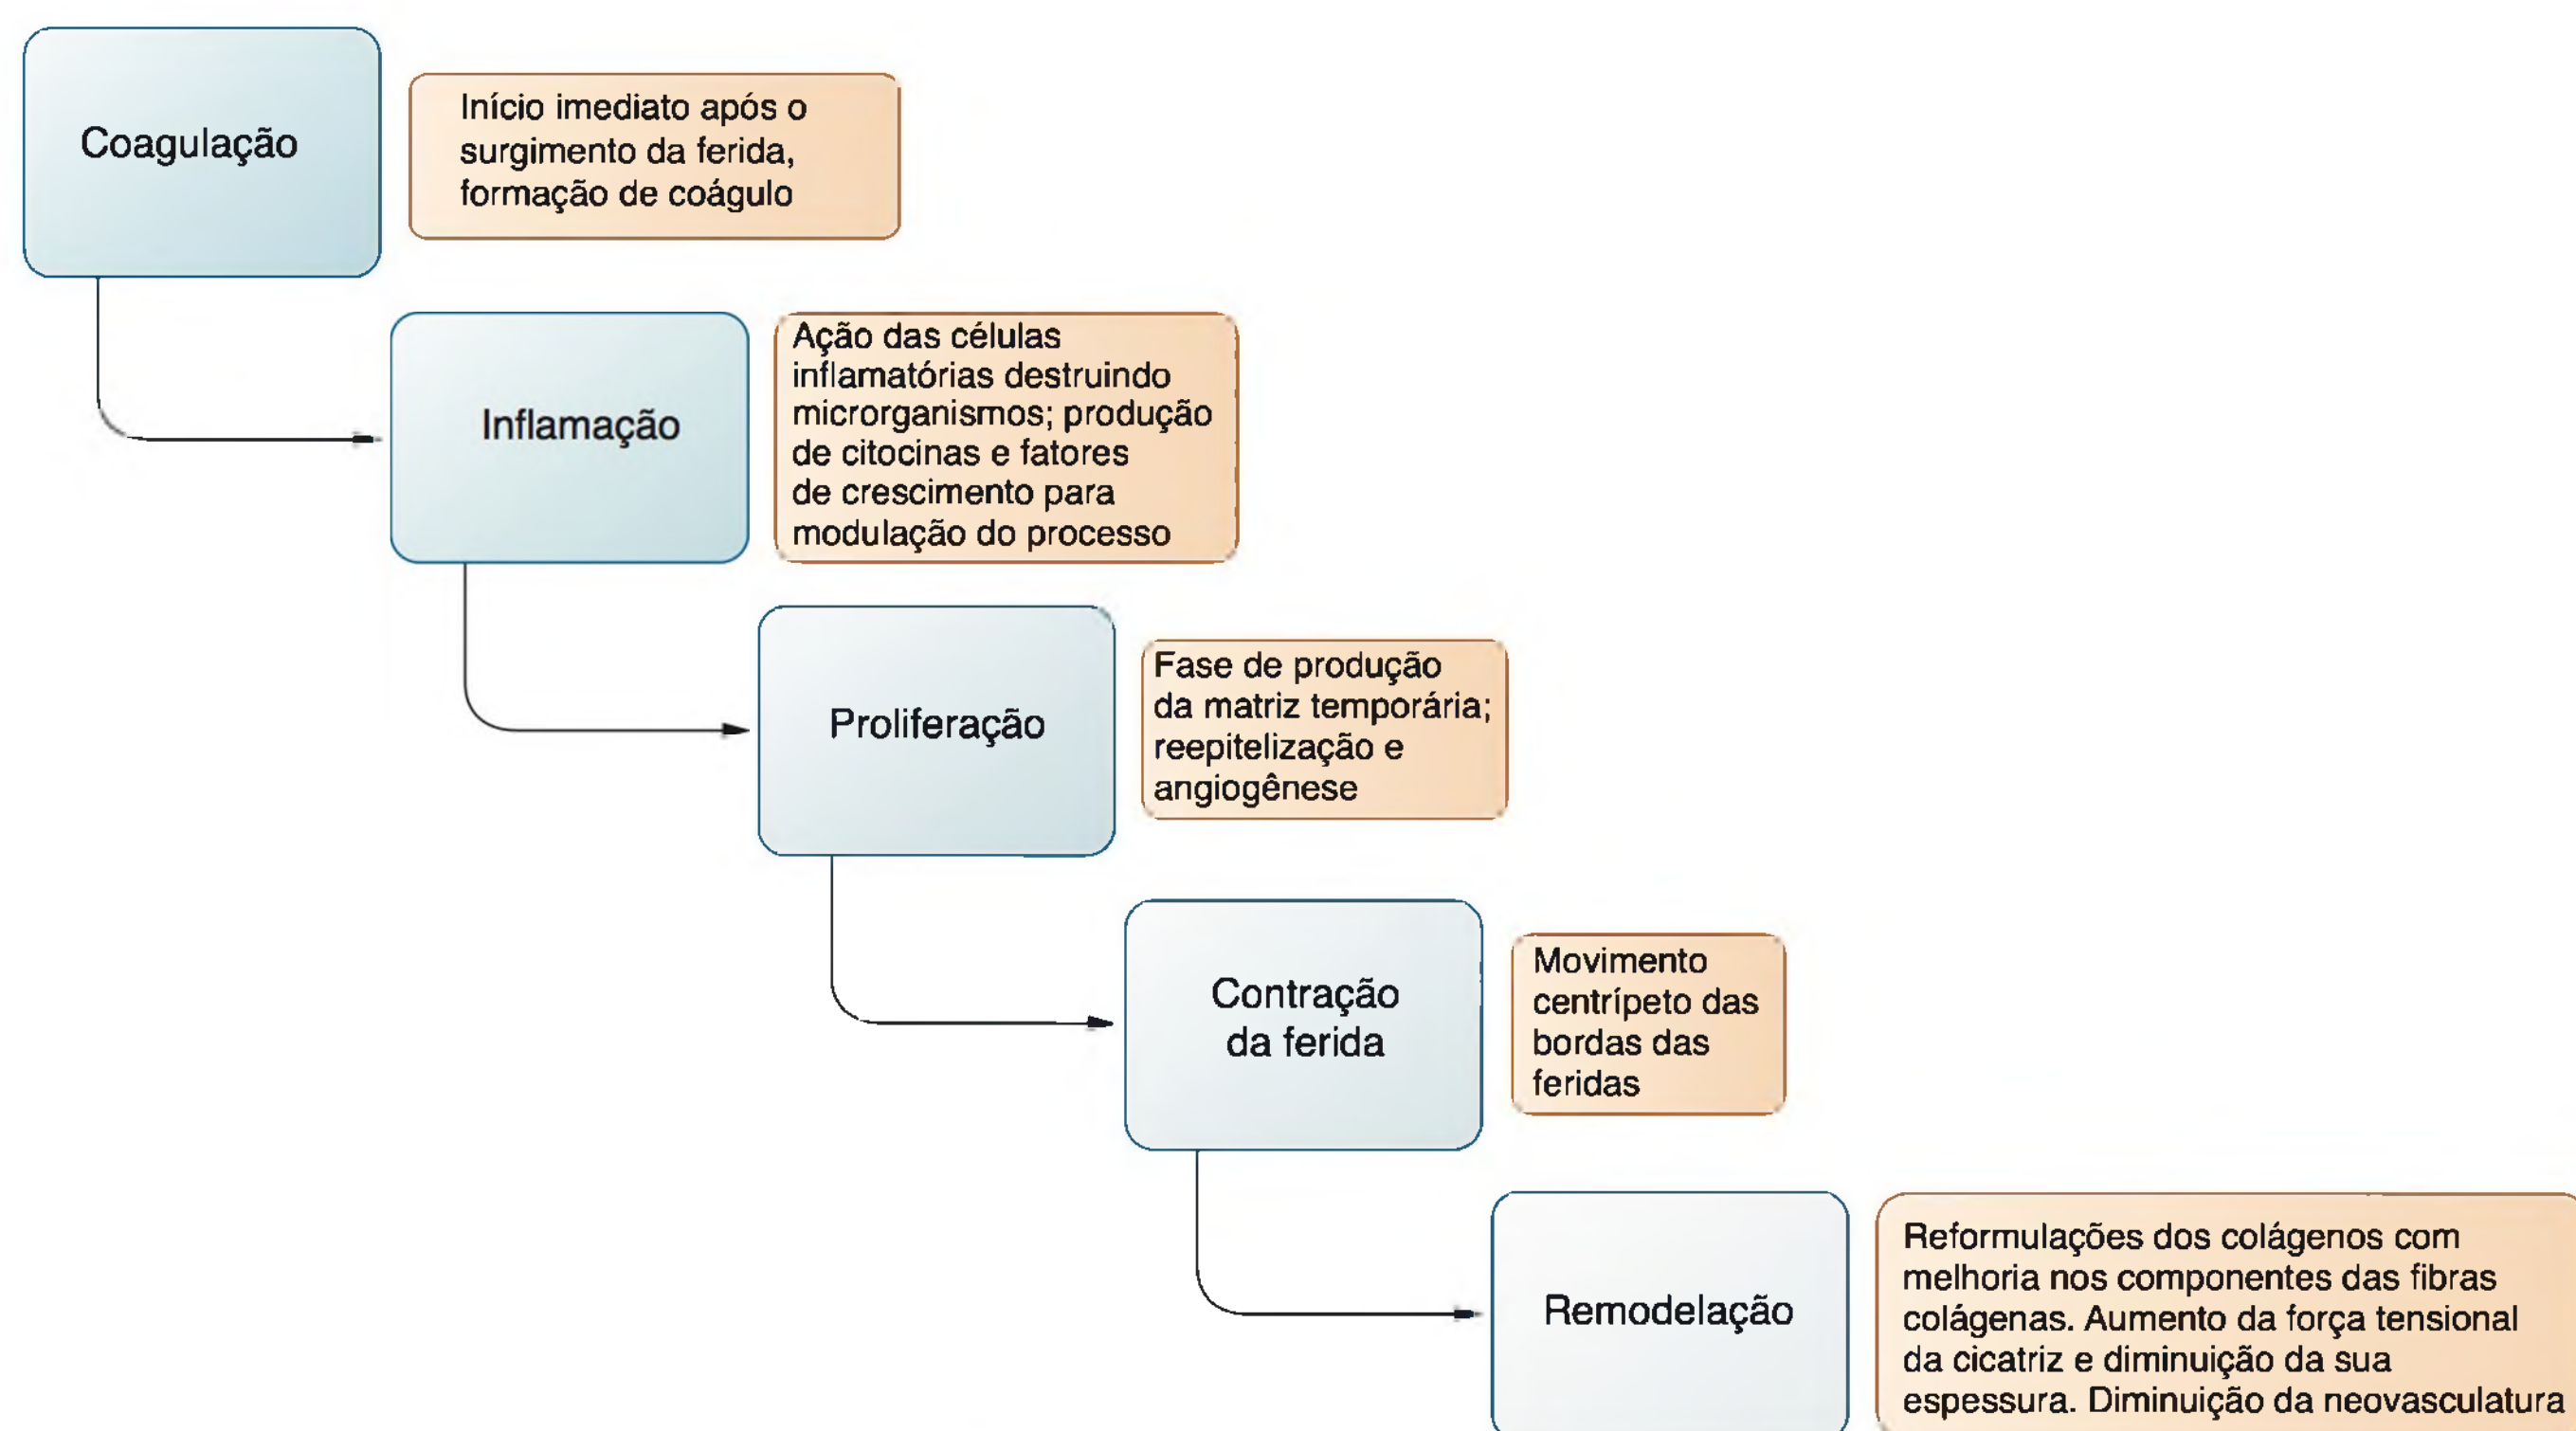 Coagulação
Início imediato após o
surgimento da ferida,
formação de coágulo
Inflamação
Ação das células
inflamatórias destruindo
microrganismos; produção
de citocinas e fatores
de crescimento para
modulação do processo
Proliferação
Fase de produção
da matriz temporária;
reepitelização e
angiogênese
Contração
da ferida
Movimento
centrípeto das
bordas das
feridas
Remodelação
Reformulações dos colágenos com
melhoria nos componentes das fibras
colágenas. Aumento da força tensional
da cicatriz e diminuição da sua
espessura. Diminuição da neovasculatura